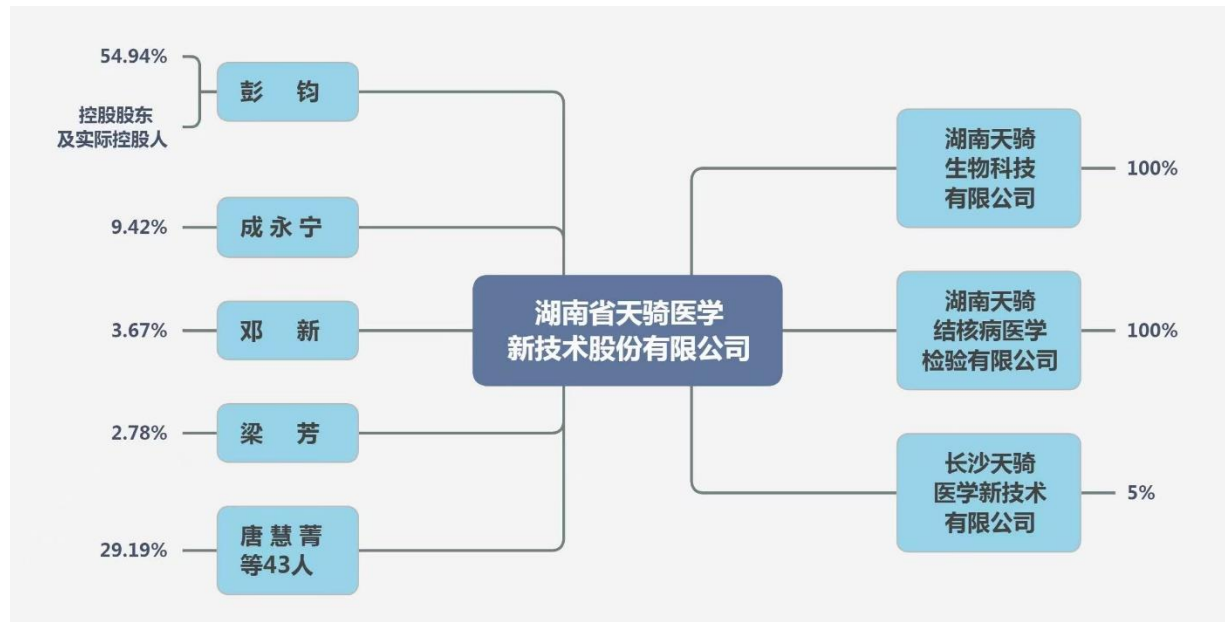 54.94%
控股股东
及实际控股人
彭 钧
9.42%
成永宁
3.67%
邓 新
2.78%
梁 芳
29.19%
唐慧菁
等43人
湖南省天骑医学
新技术股份有限公司
湖南天骑
生物科技
有限公司
100%
湖南天骑
结核病医学
检验有限公司
100%
长沙天骑
医学新技术
有限公司
5%